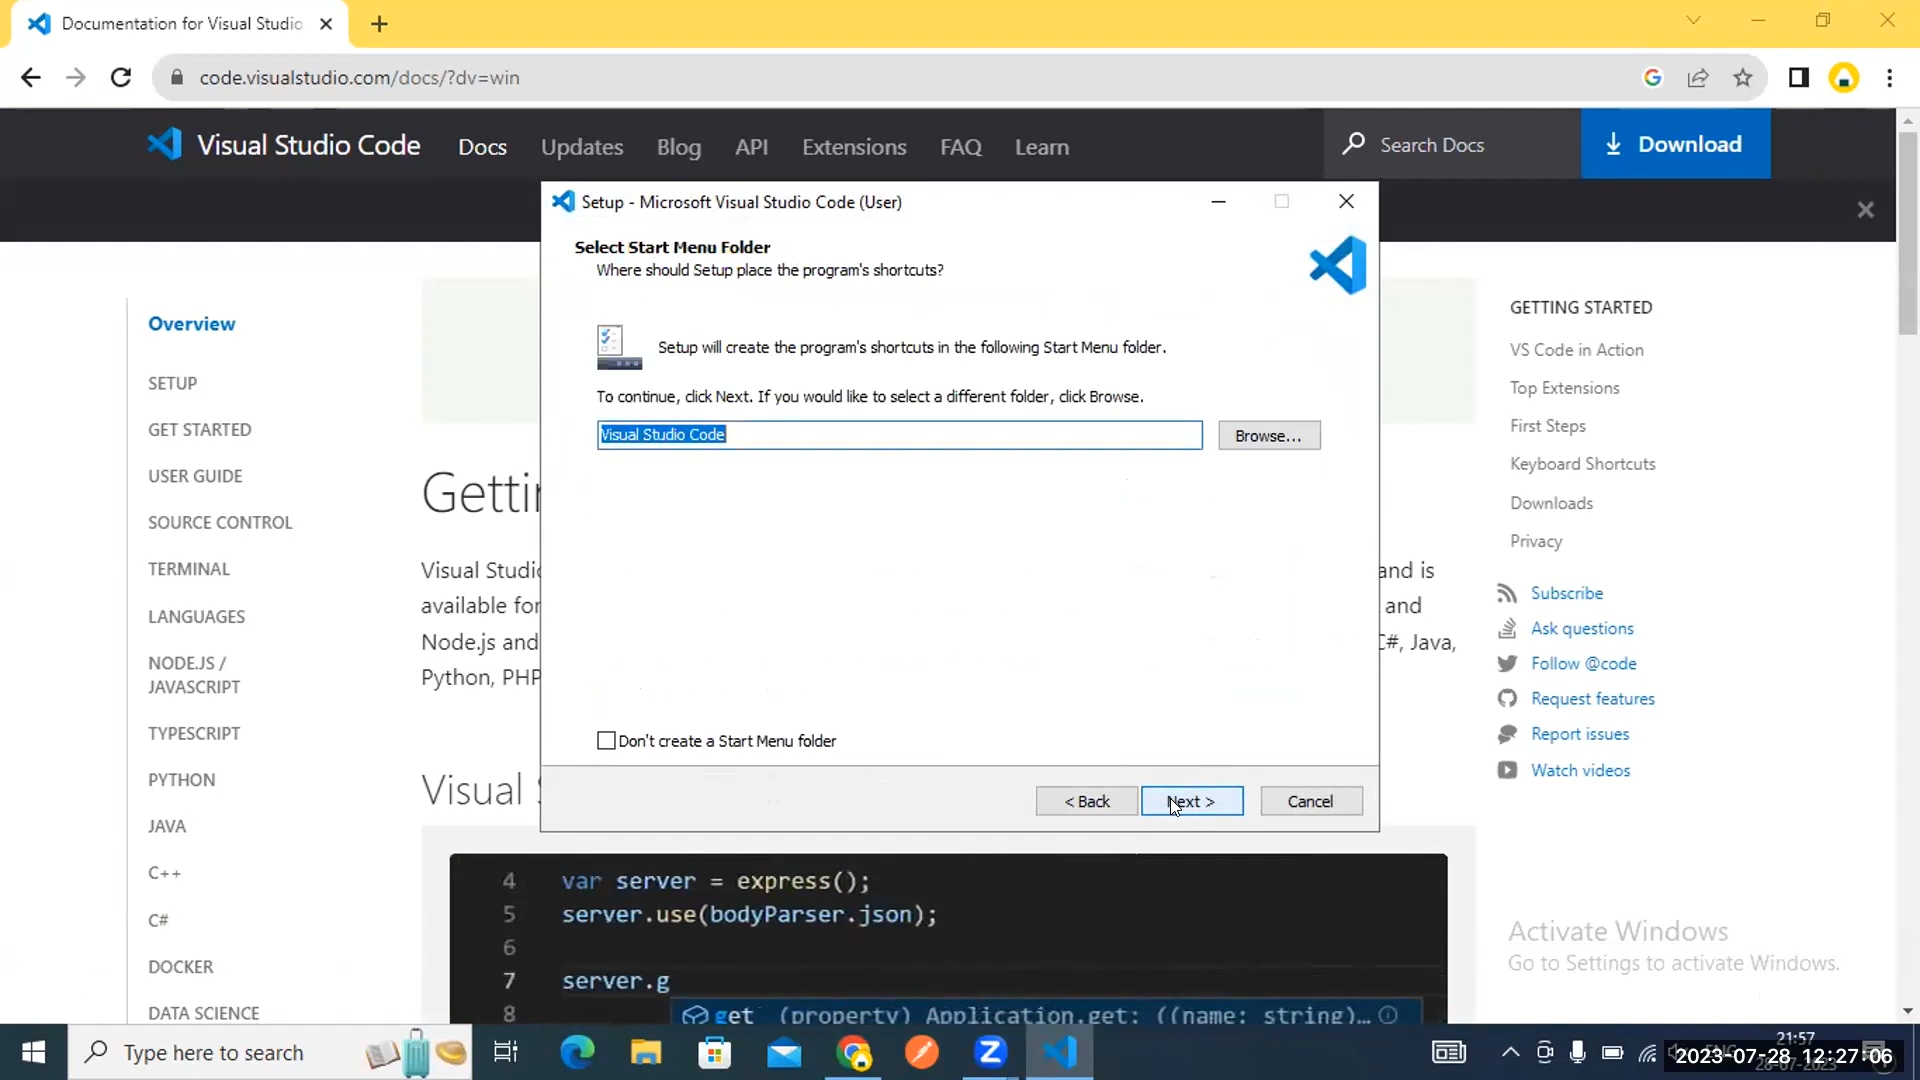 Documentation for Visual Studio
code.visualstudio.com/docs/?dv=win
Visual Studio Code
Docs
Updates
Blog
API
Extensions
FAQ
Learn
Search Docs
Download
Setup - Microsoft Visual Studio Code (User)
Select Start Menu Folder
Where should Setup place the program's shortcuts?
Setup will create the program's shortcuts in the following Start Menu folder.
To continue, click Next. If you would like to select a different folder, click Browse.
Visual Studio Code
Browse...
Don't create a Start Menu folder
< Back
Next >
Cancel
Overview
SETUP
GET STARTED
USER GUIDE
SOURCE CONTROL
TERMINAL
LANGUAGES
NODE.JS /
JAVASCRIPT
TYPESCRIPT
PYTHON
JAVA
C++
C#
DOCKER
DATA SCIENCE
Getti
Visual Studi
and is
available for
and
Node.js and
C#, Java,
Python, PHP
Visual S
4 var server = express();
5 server.use(bodyParser.json);
6
7 server.g
8 get (property) Application.get: ((name: string)...
GETTING STARTED
VS Code in Action
Top Extensions
First Steps
Keyboard Shortcuts
Downloads
Privacy
Subscribe
Ask questions
Follow @code
Request features
Report issues
Watch videos
Activate Windows
Go to Settings to activate Windows.
Type here to search
21:57
2023-07-28 12:27:06